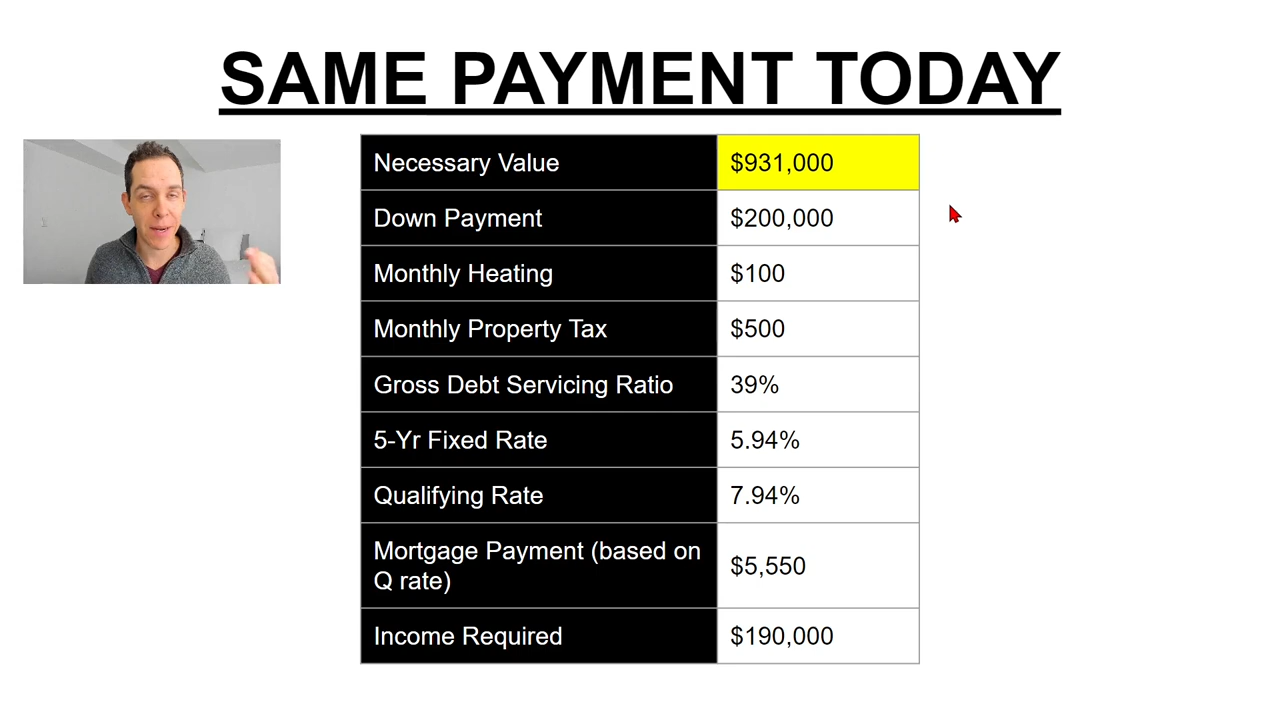 SAME PAYMENT TODAY
Necessary Value $931,000
Down Payment $200,000
Monthly Heating $100
Monthly Property Tax $500
Gross Debt Servicing Ratio 39%
5-Yr Fixed Rate 5.94%
Qualifying Rate 7.94%
Mortgage Payment (based on
Q rate) $5,550
Income Required $190,000